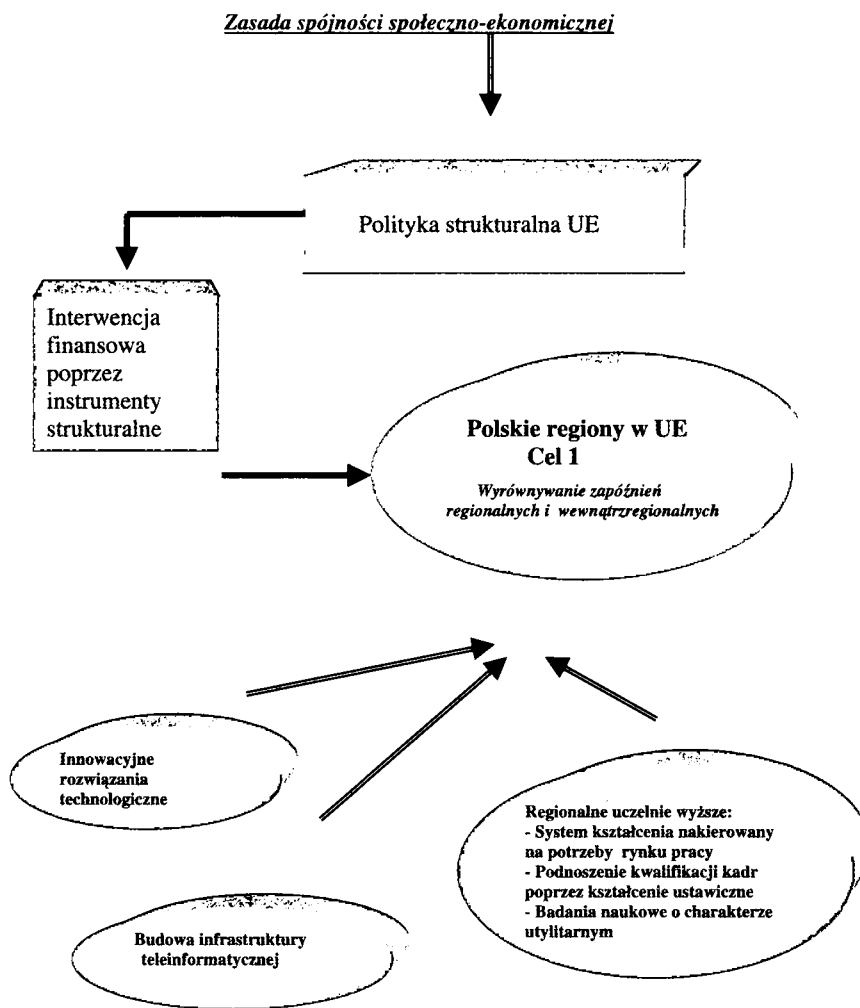 Zasada spójności społeczno-ekonomicznej
Polityka strukturalna UE
Interwencja
finansowa
poprzez
instrumenty
strukturalne
Polskie regiony w UE
Cel 1
Wyrównywanie zapóźnień
regionalnych i wewnątrzregionalnych
Innowacyjne
rozwiązania
technologiczne
Regionalne uczelnie wyższe:
- System kształcenia nakierowany
na potrzeby rynku pracy
- Podnoszenie kwalifikacji kadr
poprzez kształcenie ustawiczne
- Badania naukowe o charakterze
utylitarnym
Budowa infrastruktury
teleinformatycznej